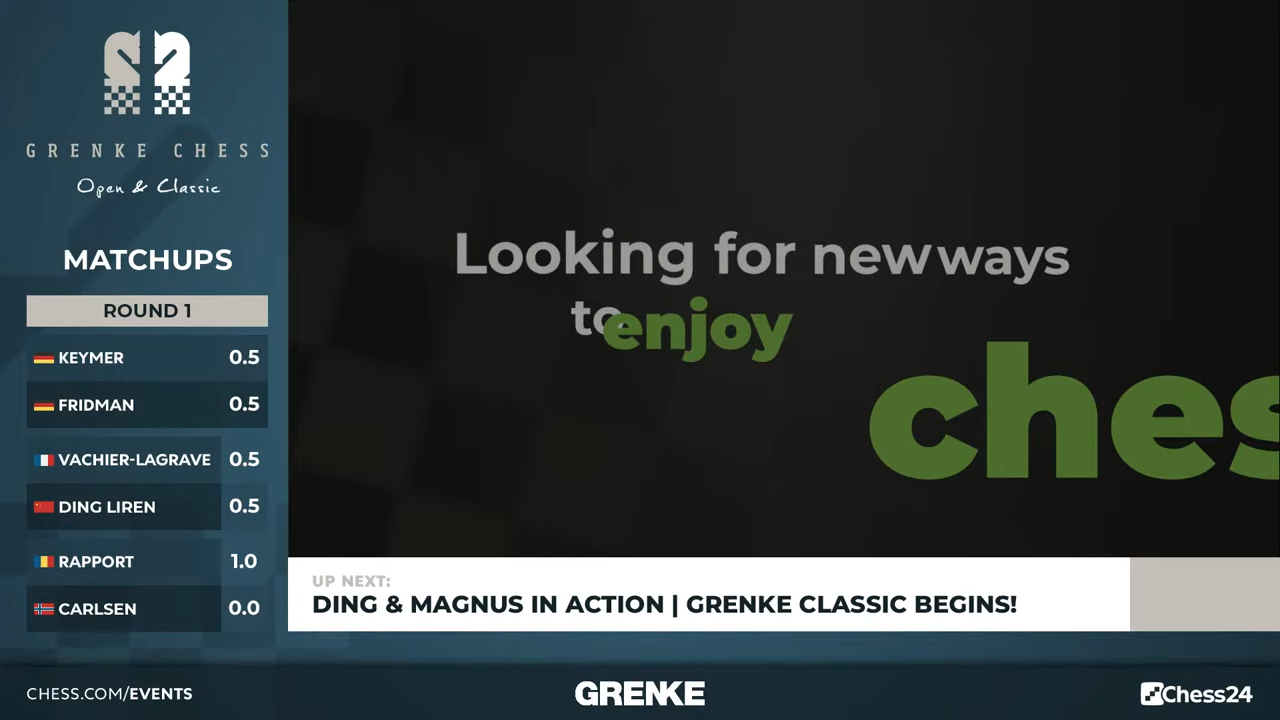 GRENKE CHESS
Open & Classic
MATCHUPS
ROUND 1
KEYMER 0.5
FRIDMAN 0.5
VACHIER-LAGRAVE 0.5
DING LIREN 0.5
RAPPORT 1.0
CARLSEN 0.0
Looking for new ways
to enjoy
ches
UP NEXT:
DING & MAGNUS IN ACTION | GRENKE CLASSIC BEGINS!
CHESS.COM/EVENTS
GRENKE
Chess24